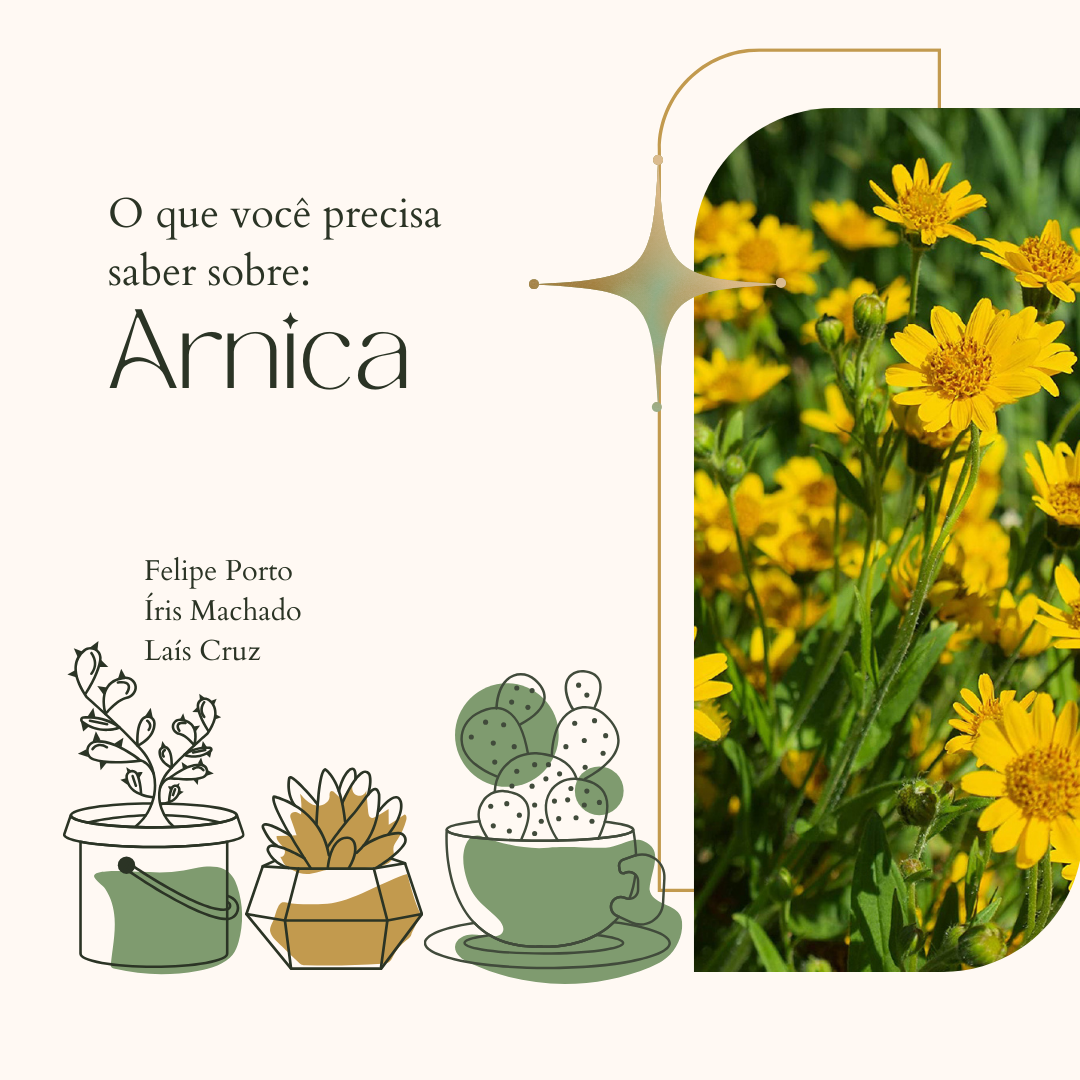 O que você precisa
saber sobre:
Arnica
Felipe Porto
Íris Machado
Laís Cruz